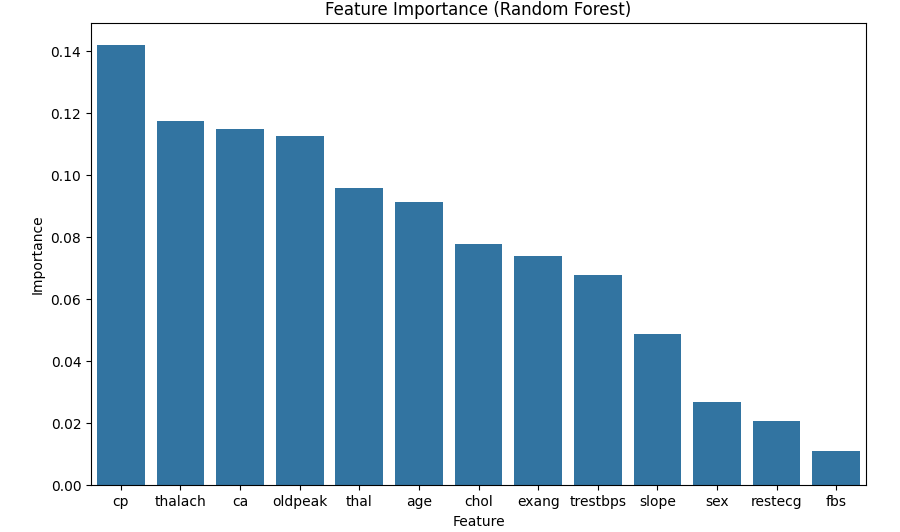 Feature Importance (Random Forest)
0.14
0.12
0.10
0.08
0.06
0.04
0.02
0.00
Importance
cp thalach ca oldpeak thal age chol exang trestbps slope sex restecg fbs
Feature